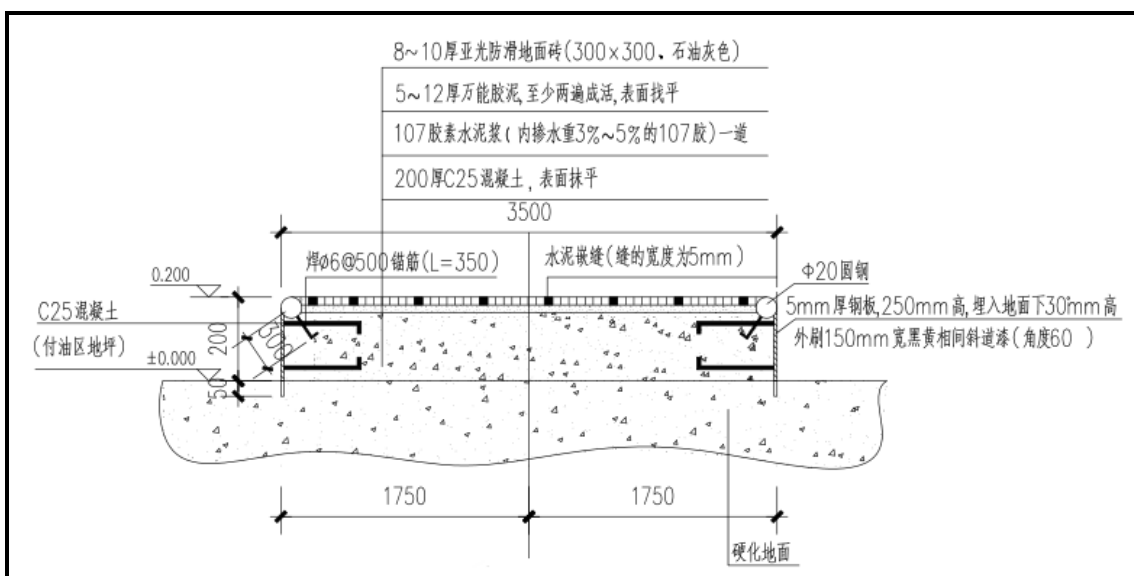 8~10厚亚光防滑地面砖(300×300、石油灰色)
5~12厚万能胶泥,至少两遍成活,表面找平
107胶素水泥浆(内掺水重3%~5%的107胶)一道
200厚C25混凝土,表面抹平
3500
焊ø6@500锚筋(L=350)
水泥嵌缝(缝的宽度为5mm)
0.200
Φ20圆钢
C25混凝土
(付油区地坪)
5mm厚钢板,250mm高,埋入地面下30mm高
外刷150mm宽黑黄相间斜道漆(角度60 )
200
±0.000
50
1750
1750
硬化地面